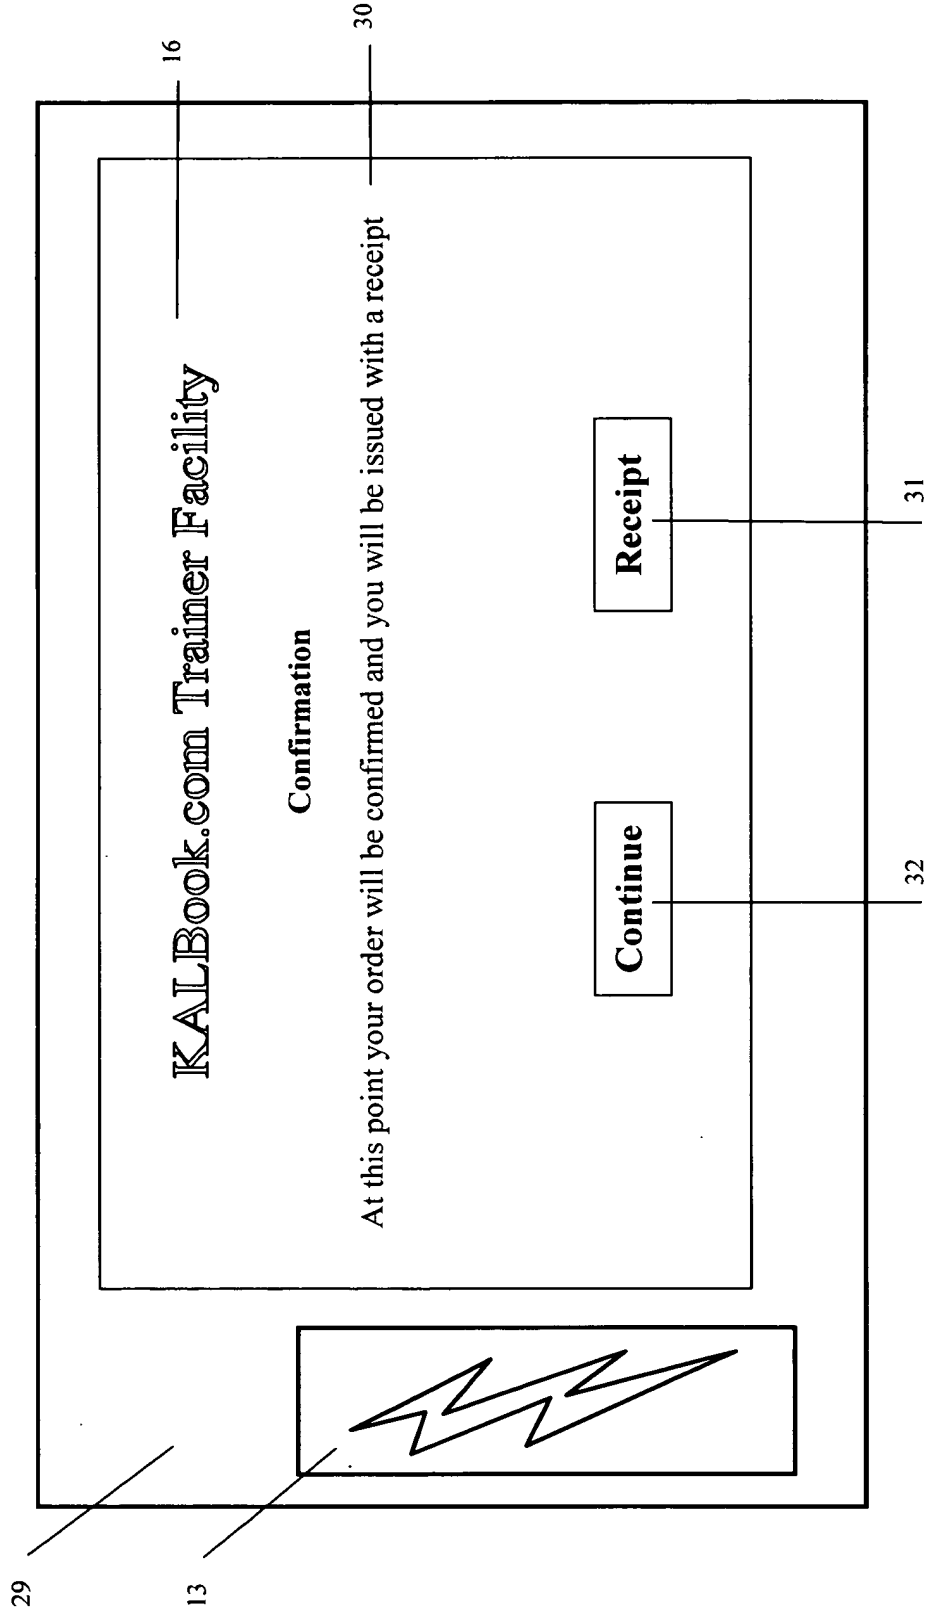 16
30
KALBook.com Trainer Facility
Confirmation
At this point your order will be confirmed and you will be issued with a receipt
Continue
Receipt
29
13
32
31